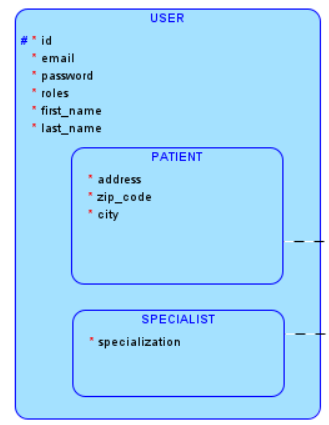 USER
# * id
* email
* password
* roles
* first_name
* last_name
PATIENT
* address
* zip_code
* city
SPECIALIST
* specialization